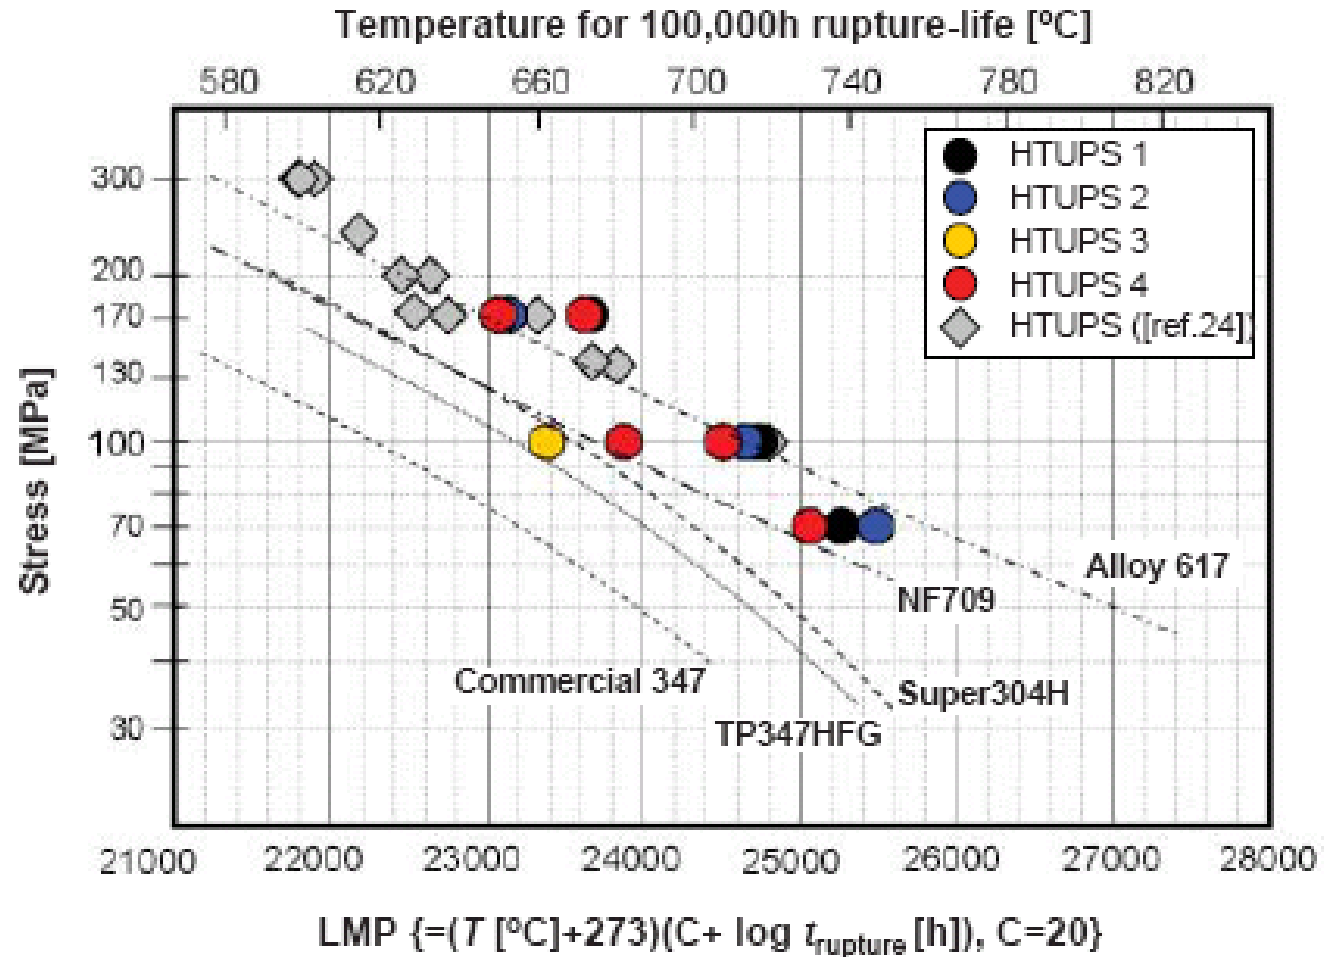 Temperature for 100,000h rupture-life [ºC]
580 620 660 700 740 780 820
HTUPS 1
HTUPS 2
HTUPS 3
HTUPS 4
HTUPS ([ref.24])
300
200
170
130
100
70
50
30
Stress [MPa]
Alloy 617
NF709
Commercial 347
Super304H
TP347HFG
21000 22000 23000 24000 25000 26000 27000 28000
LMP {=(T [ºC]+273)(C+ log trupture [h]), C=20}